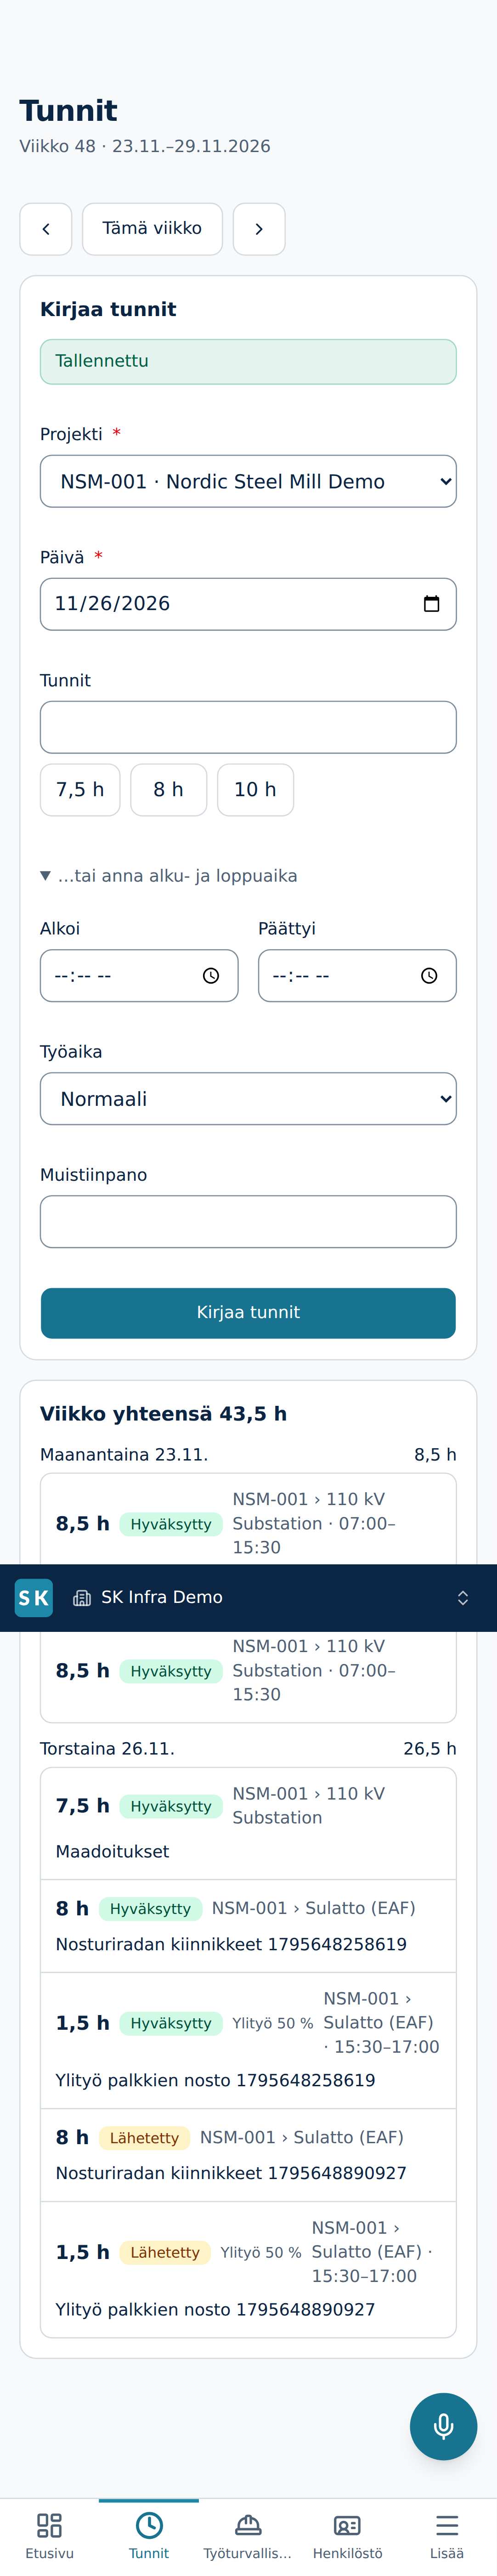 Tunnit
Viikko 48 · 23.11.–29.11.2026
Tämä viikko
Kirjaa tunnit
Tallennettu
Projekti *
NSM-001 · Nordic Steel Mill Demo
Päivä *
11/26/2026
Tunnit
7,5 h 8 h 10 h
…tai anna alku- ja loppuaika
Alkoi Päättyi
--:-- -- --:-- --
Työaika
Normaali
Muistiinpano
Kirjaa tunnit
Viikko yhteensä 43,5 h
Maanantaina 23.11. 8,5 h
8,5 h Hyväksytty NSM-001 › 110 kV
Substation · 07:00–
15:30
SK SK Infra Demo
8,5 h Hyväksytty NSM-001 › 110 kV
Substation · 07:00–
15:30
Torstaina 26.11. 26,5 h
7,5 h Hyväksytty NSM-001 › 110 kV
Substation
Maadoitukset
8 h Hyväksytty NSM-001 › Sulatto (EAF)
Nosturiradan kiinnikkeet 1795648258619
1,5 h Hyväksytty Ylityö 50 % NSM-001 ›
Sulatto (EAF)
· 15:30–17:00
Ylityö palkkien nosto 1795648258619
8 h Lähetetty NSM-001 › Sulatto (EAF)
Nosturiradan kiinnikkeet 1795648890927
1,5 h Lähetetty Ylityö 50 % NSM-001 ›
Sulatto (EAF) ·
15:30–17:00
Ylityö palkkien nosto 1795648890927
Etusivu Tunnit Työturvallis… Henkilöstö Lisää